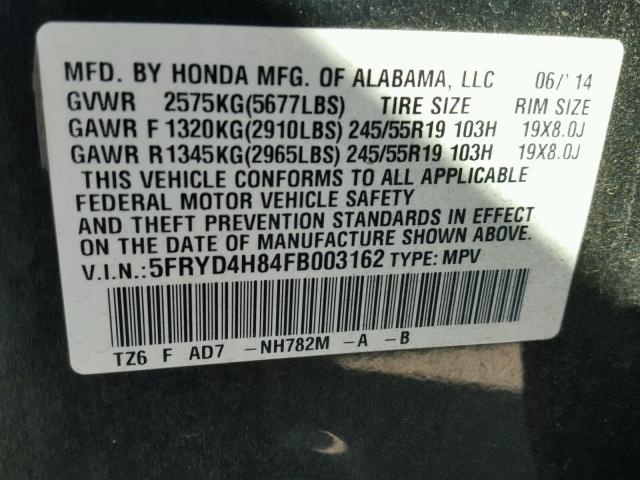 MFD. BY HONDA MFG. OF ALABAMA, LLC 06/'14
GVWR 2575KG(5677LBS) TIRE SIZE RIM SIZE
GAWR F 1320KG(2910LBS) 245/55R19 103H 19X8.0J
GAWR R 1345KG(2965LBS) 245/55R19 103H 19X8.0J
THIS VEHICLE CONFORMS TO ALL APPLICABLE
FEDERAL MOTOR VEHICLE SAFETY
AND THEFT PREVENTION STANDARDS IN EFFECT
ON THE DATE OF MANUFACTURE SHOWN ABOVE.
V.I.N.: 5FRYD4H84FB003162 TYPE: MPV
TZ6 F AD7 -NH782M -A -B